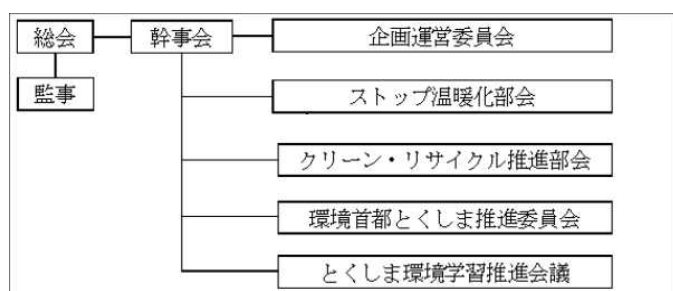 総会
幹事会
企画運営委員会
監事
ストップ温暖化部会
クリーン・リサイクル推進部会
環境首都とくしま推進委員会
とくしま環境学習推進会議